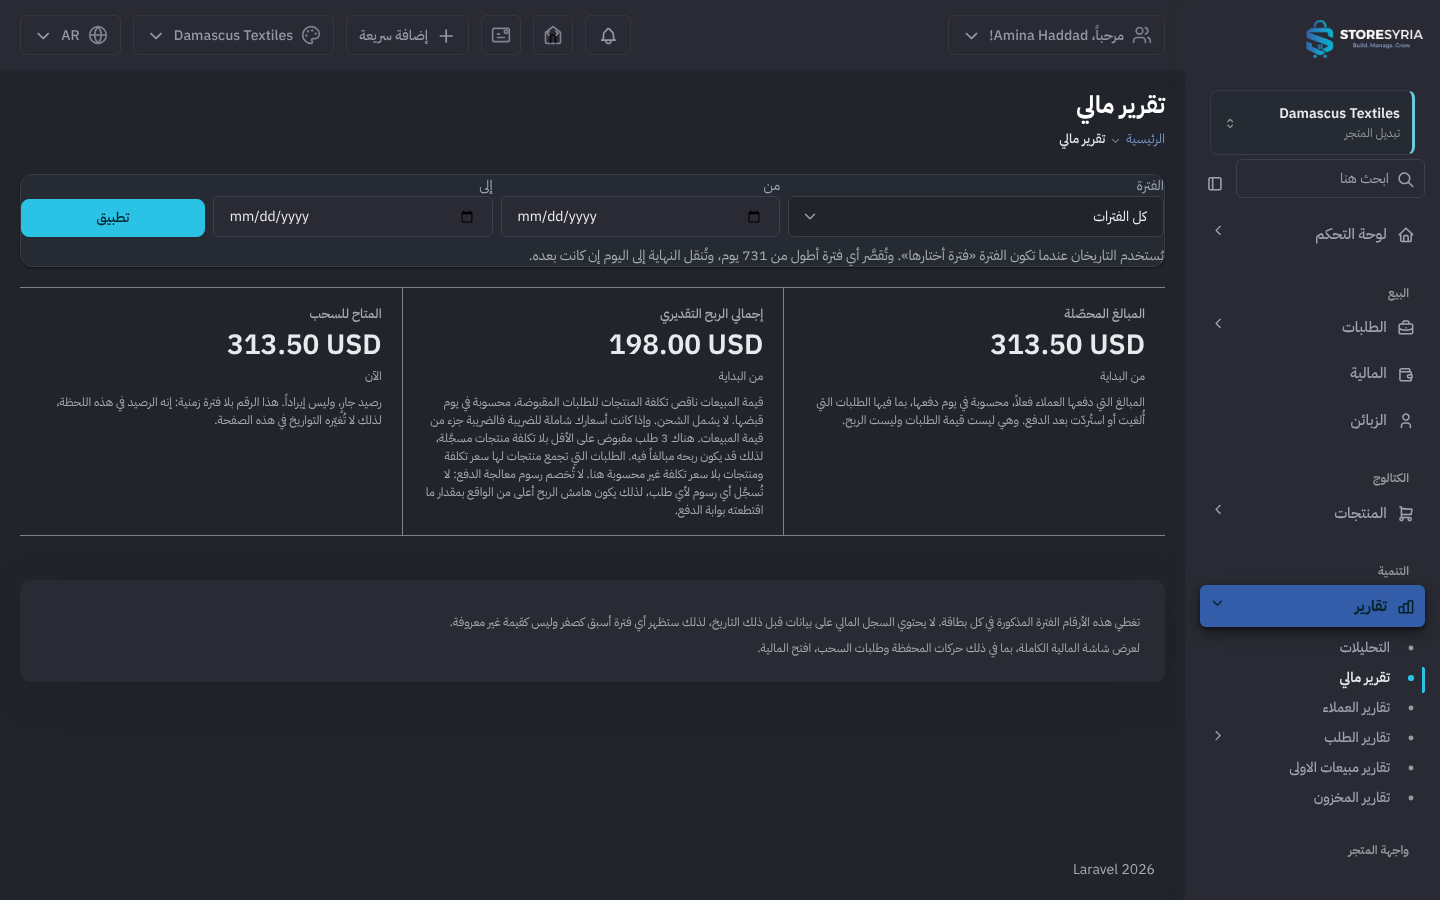 STORESYRIA
Build. Manage. Grow
مرحباً، Amina Haddad!
إضافة سريعة
Damascus Textiles
AR
Damascus Textiles
تبديل المتجر
ابحث هنا
لوحة التحكم
البيع
الطلبات
المالية
الزبائن
الكتالوج
المنتجات
التنمية
تقارير
التحليلات
تقرير مالي
تقارير العملاء
تقارير الطلب
تقارير مبيعات الاولى
تقارير المخزون
واجهة المتجر
تقرير مالي
الرئيسية
تقرير مالي
الفترة
من
إلى
كل الفترات
mm/dd/yyyy
mm/dd/yyyy
تطبيق
يُستخدم التاريخان عندما تكون الفترة «فترة أختارها». وتُقصَّر أي فترة أطول من 731 يوم، وتُنقل النهاية إلى اليوم إن كانت بعده.
المبالغ المحصّلة
313.50 USD
من البداية
المبالغ التي دفعها العملاء فعلاً، محسوبة في يوم دفعها، بما فيها الطلبات التي
أُلغيت أو استُردّت بعد الدفع. وهي ليست قيمة الطلبات وليست الربح.
إجمالي الربح التقديري
198.00 USD
من البداية
قيمة المبيعات ناقص تكلفة المنتجات للطلبات المقبوضة، محسوبة في يوم
قبضها. لا يشمل الشحن. وإذا كانت أسعارك شاملة للضريبة فالضريبة جزء من
قيمة المبيعات. هناك 3 طلب مقبوض على الأقل بلا تكلفة منتجات مسجَّلة،
لذلك قد يكون ربحه مبالغاً فيه. الطلبات التي تجمع منتجات لها سعر تكلفة
ومنتجات بلا سعر تكلفة غير محسوبة هنا. لا تُخصم رسوم معالجة الدفع: لا
تُسجَّل أي رسوم لأي طلب، لذلك يكون هامش الربح أعلى من الواقع بمقدار ما
اقتطعته بوابة الدفع.
المتاح للسحب
313.50 USD
الآن
رصيد جارٍ، وليس إيراداً. هذا الرقم بلا فترة زمنية: إنه الرصيد في هذه اللحظة،
لذلك لا تُغيّره التواريخ في هذه الصفحة.
تغطي هذه الأرقام الفترة المذكورة في كل بطاقة. لا يحتوي السجل المالي على بيانات قبل ذلك التاريخ، لذلك ستظهر أي فترة أسبق كصفر وليس كقيمة غير معروفة.
لعرض شاشة المالية الكاملة، بما في ذلك حركات المحفظة وطلبات السحب، افتح المالية.
Laravel 2026